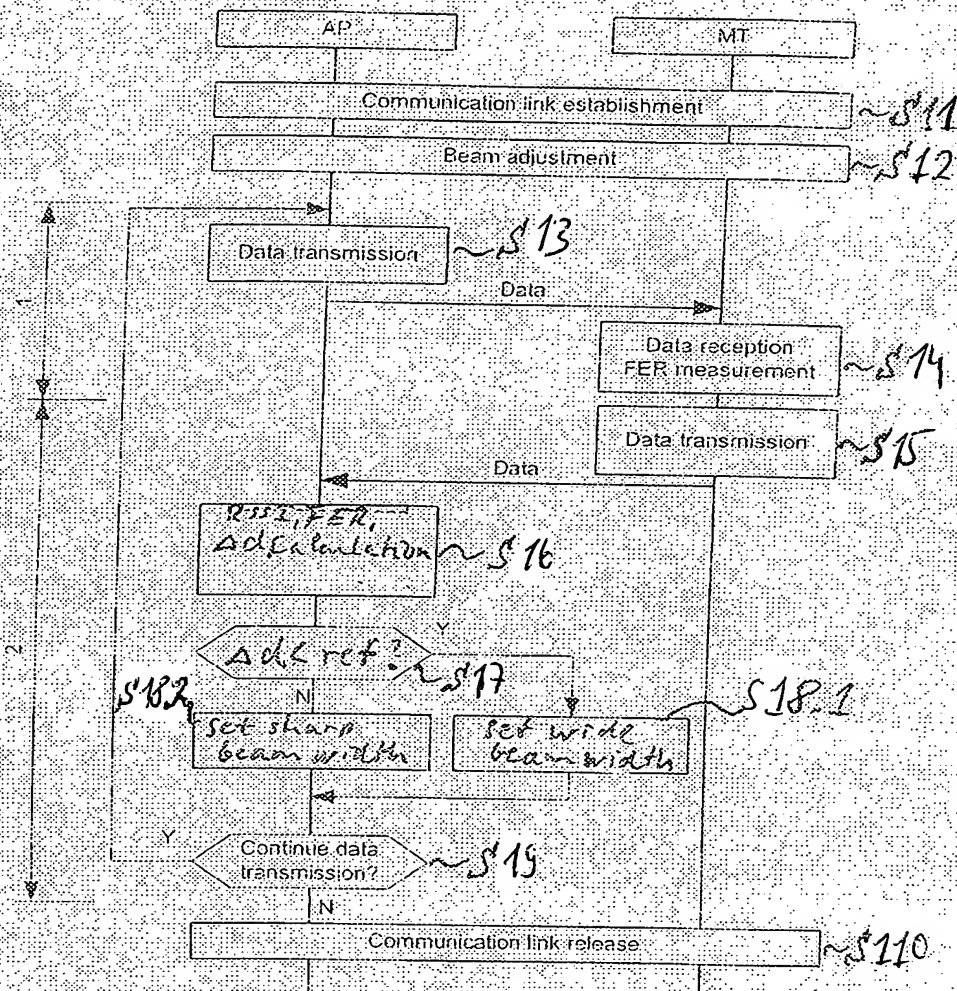 AP
MT
Communication link establishment
S11
Beam adjustment
S12
Data transmission
S13
Data
1
Data reception
FER measurement
S14
Data transmission
S15
Data
RSSI, FER, ...
Δd Calculation
S16
2
Δd < ref?
Y
S17
N
S18.2
set sharp
beam width
set wide
beam width
S18.1
Y
Continue data
transmission?
S19
N
Communication link release
S110